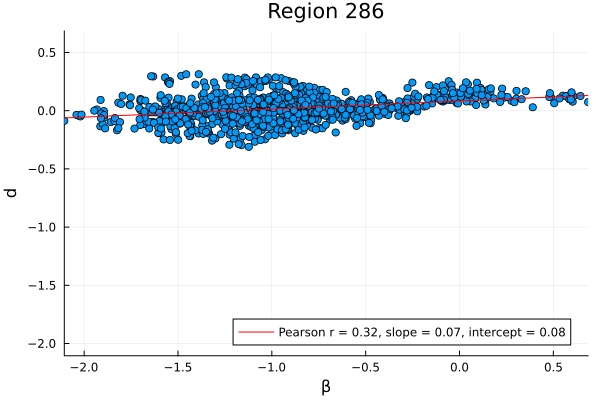 Region 286
d
0.5
0.0
−0.5
−1.0
−1.5
−2.0
Pearson r = 0.32, slope = 0.07, intercept = 0.08
−2.0 −1.5 −1.0 −0.5 0.0 0.5
β